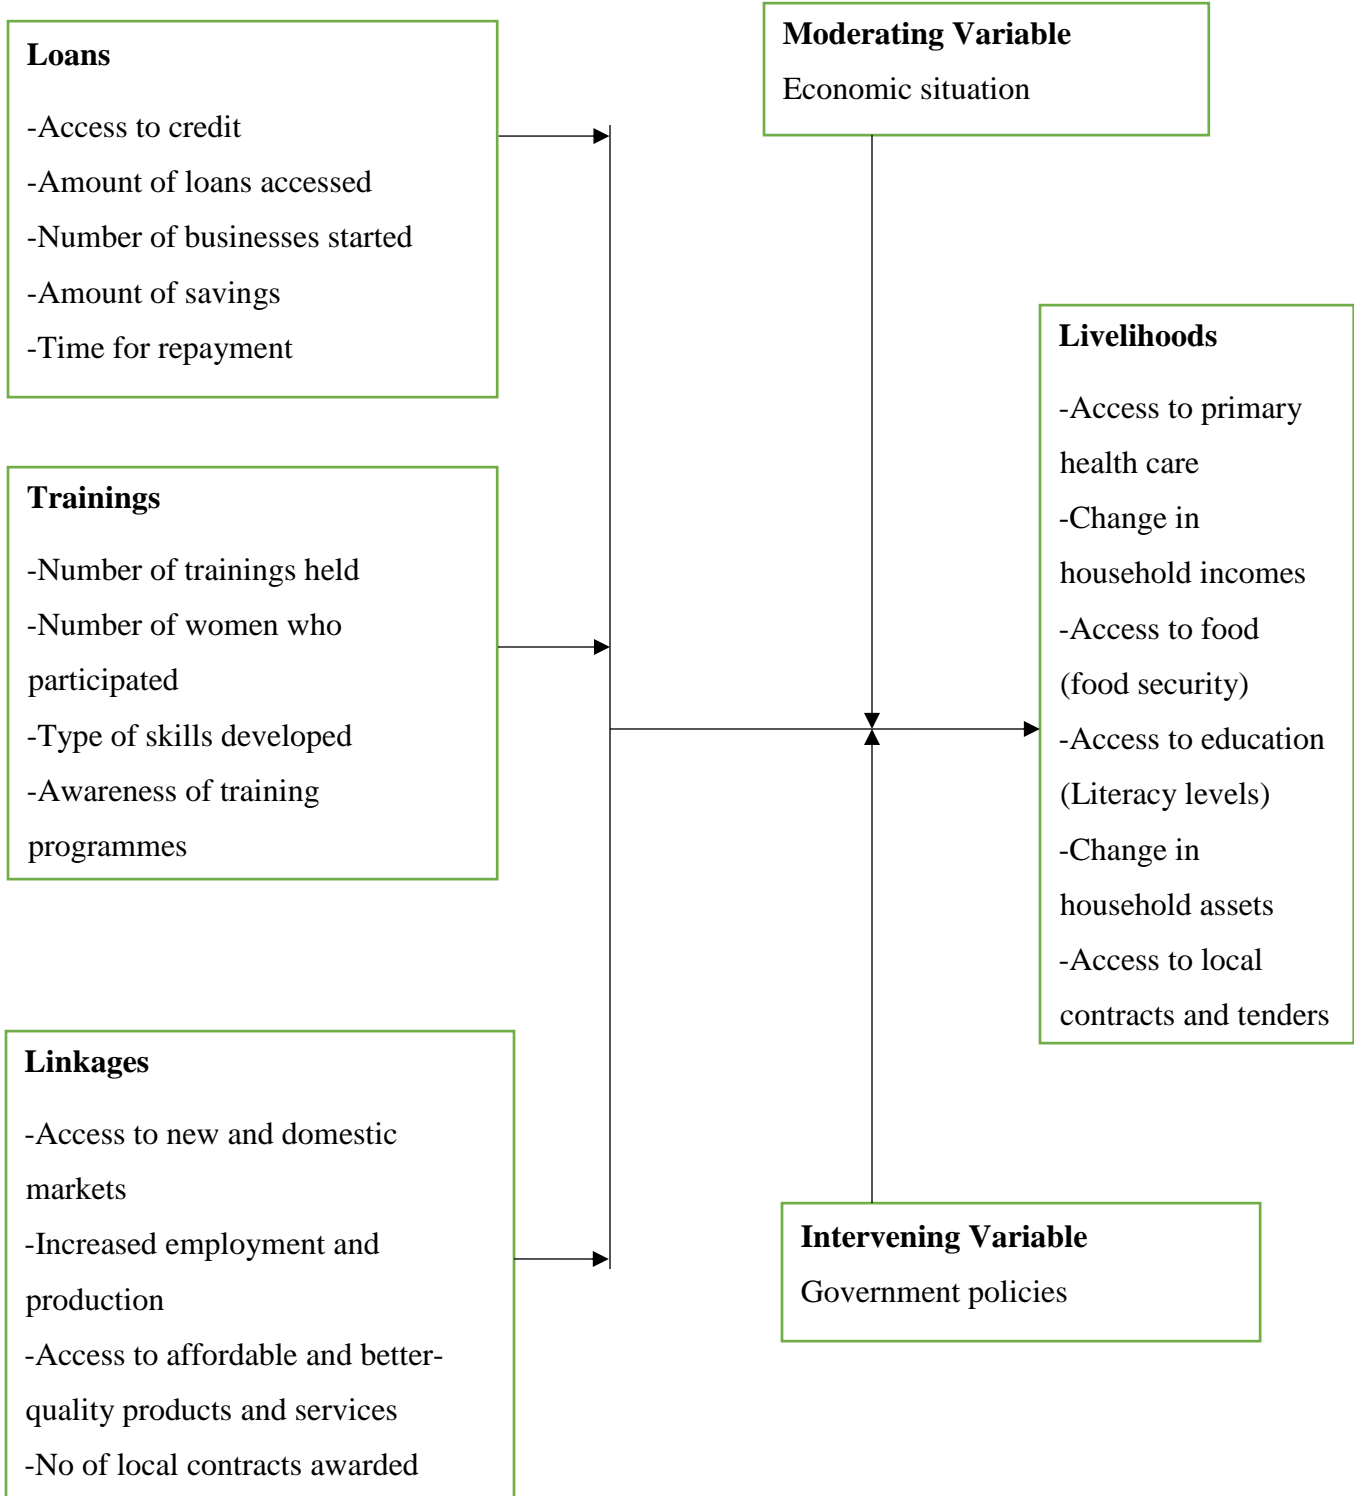 Loans
-Access to credit
-Amount of loans accessed
-Number of businesses started
-Amount of savings
-Time for repayment
Moderating Variable
Economic situation
Trainings
-Number of trainings held
-Number of women who
participated
-Type of skills developed
-Awareness of training
programmes
Livelihoods
-Access to primary
health care
-Change in
household incomes
-Access to food
(food security)
-Access to education
(Literacy levels)
-Change in
household assets
-Access to local
contracts and tenders
Linkages
-Access to new and domestic
markets
-Increased employment and
production
-Access to affordable and better-
quality products and services
-No of local contracts awarded
Intervening Variable
Government policies